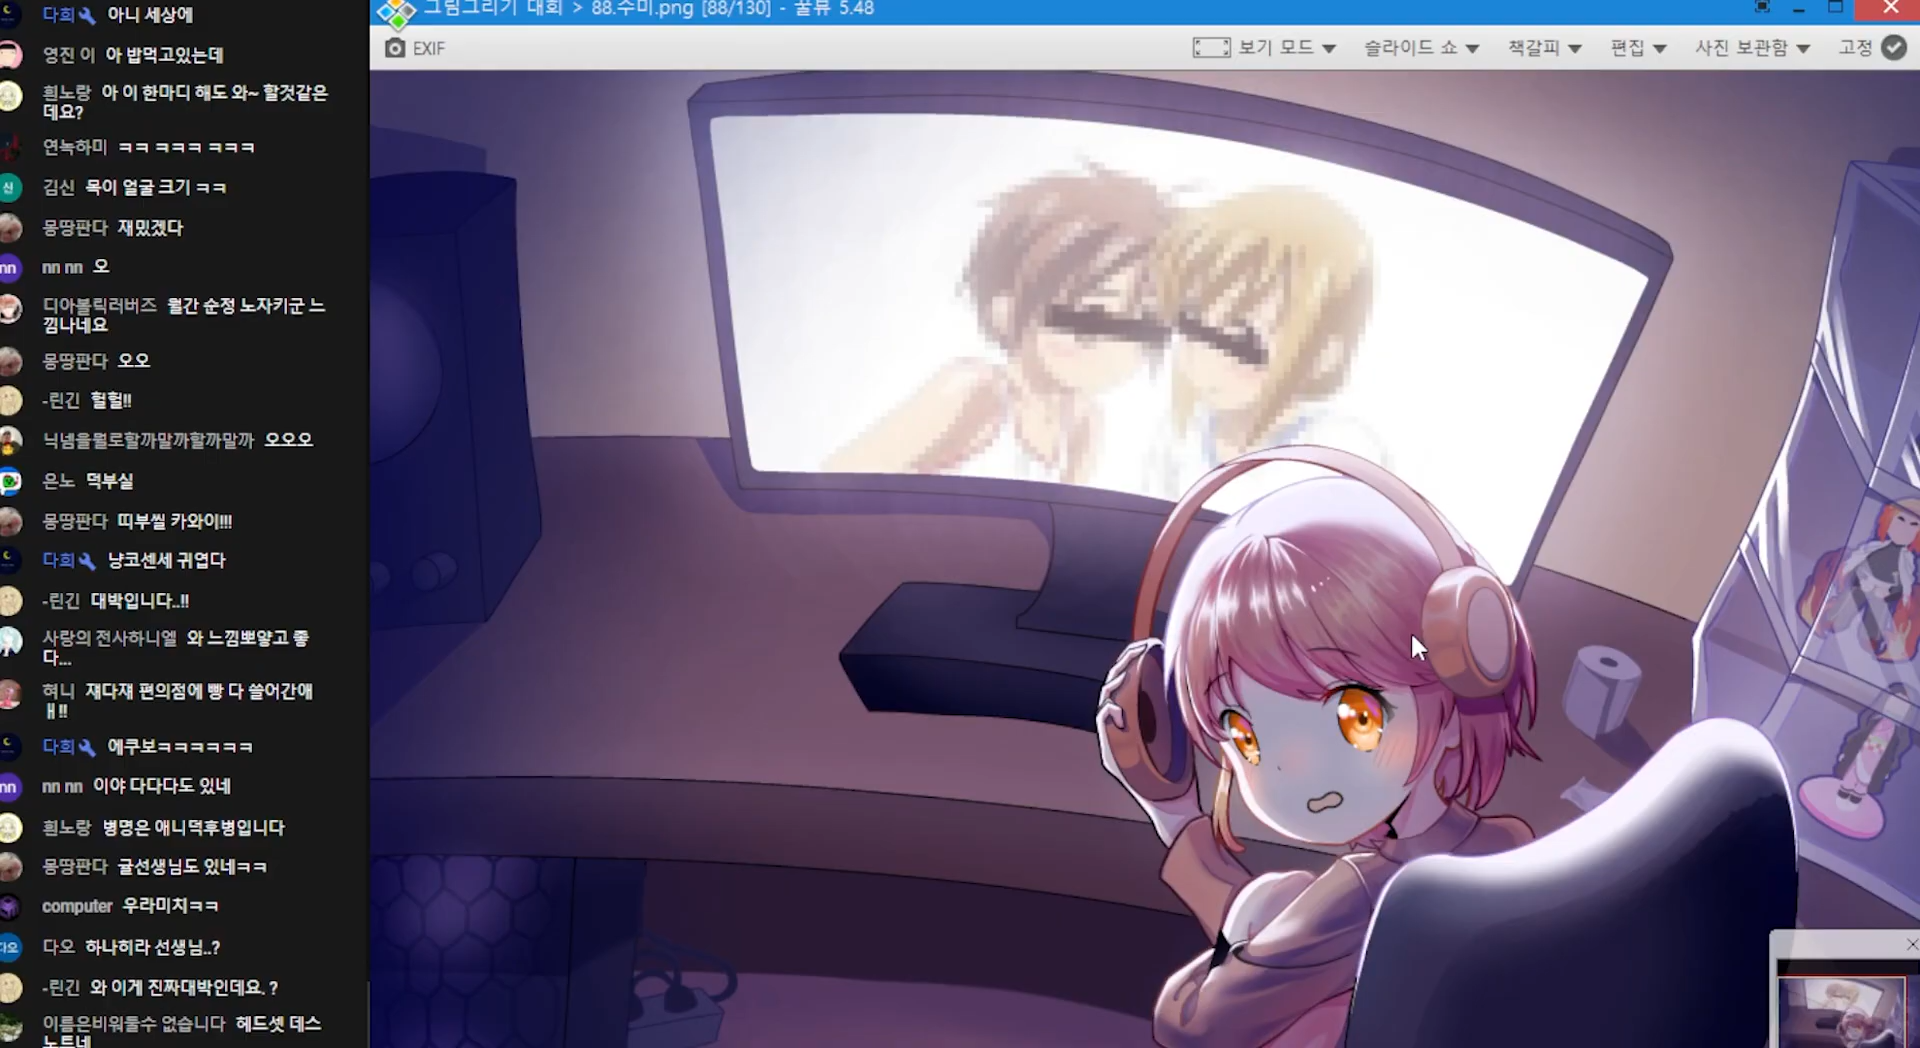 다희 아니 세상에
영진 이 아 밥먹고있는데
흰노랑 아 이 한마디 해도 와~ 할것같은
데요?
연녹하미 ㅋㅋ ㅋㅋㅋ ㅋㅋㅋ
신 김신 목이 얼굴 크기 ㅋㅋ
몽땅판다 재밌겠다
nn nn nn 오
디아볼릭러버즈 월간 순정 노자키군 느
낌나네요
몽땅판다 오오
-린긴 헐헐!!
닉넴을뭘로할까말까할까말까 오오오
은노 덕부실
몽땅판다 띠부씰 카와이!!!
다희 냥코센세 귀엽다
-린긴 대박입니다..!!
사랑의 전사하니엘 와 느낌뽀얗고 좋
다...
혀니 쟤다쟤 편의점에 빵 다 쓸어간애
ㅐ!!
다희 에쿠보ㅋㅋㅋㅋㅋㅋ
nn nn nn 이야 다다다도 있네
흰노랑 병명은 애니덕후병입니다
몽땅판다 귤선생님도 있네ㅋㅋ
computer 우라미치ㅋㅋ
다오 다오 하나히라 선생님..?
-린긴 와 이게 진짜대박인데요. ?
이름은비워둘수 없습니다 헤드셋 데스
노트네
그림그리기 대회 > 88.수미.png [88/130] - 꿀뷰 5.48
EXIF 보기 모드 슬라이드 쇼 책갈피 편집 사진 보관함 고정